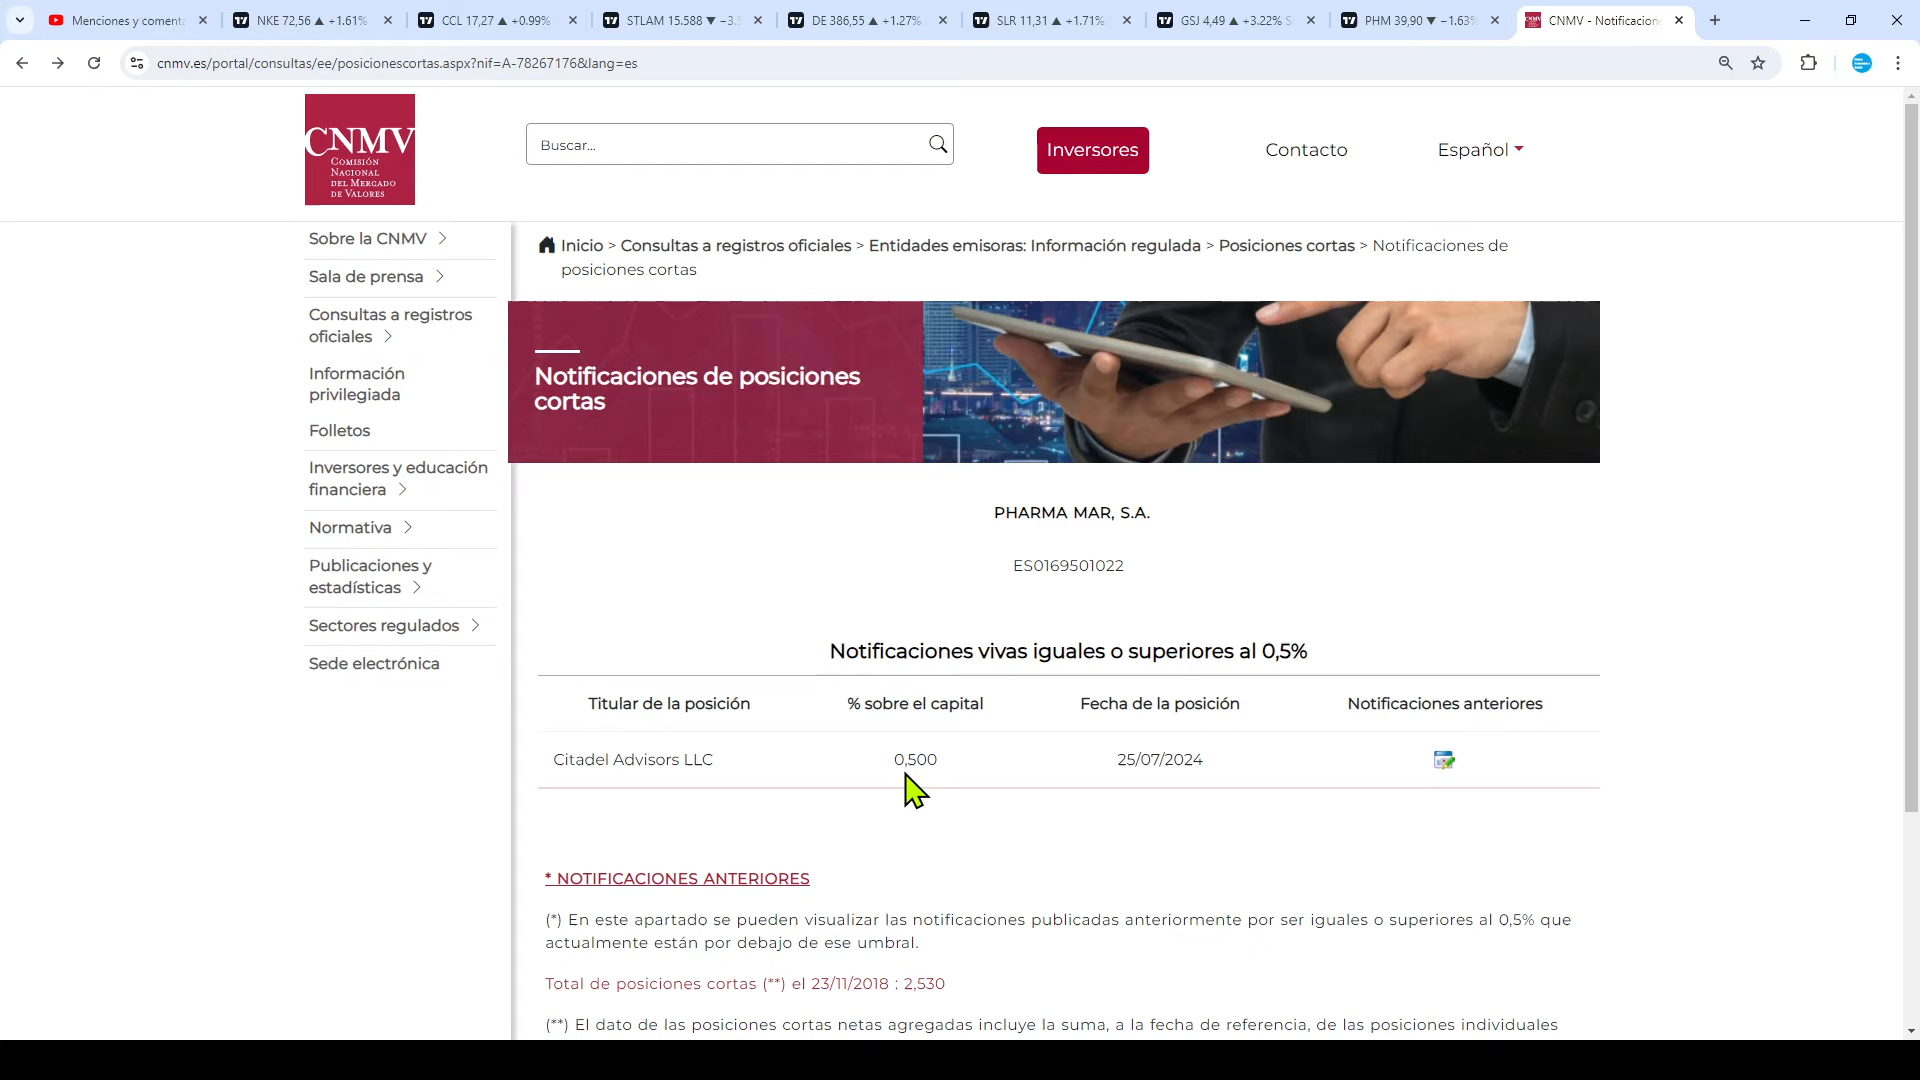 Menciones y comenta
NKE 72,56 ▲ +1.61%
CCL 17,27 ▲ +0.99%
STLAM 15.588 ▼ −3.5
DE 386,55 ▲ +1.27%
SLR 11,31 ▲ +1.71%
GSJ 4,49 ▲ +3.22% S
PHM 39,90 ▼ −1.63%
CNMV - Notificacion
cnmv.es/portal/consultas/ee/posicionescortas.aspx?nif=A-78267176&lang=es
CNMV
COMISIÓN
NACIONAL
DEL MERCADO
DE VALORES
Buscar...
Inversores
Contacto
Español
Sobre la CNMV
Sala de prensa
Consultas a registros
oficiales
Información
privilegiada
Folletos
Inversores y educación
financiera
Normativa
Publicaciones y
estadísticas
Sectores regulados
Sede electrónica
Inicio > Consultas a registros oficiales > Entidades emisoras: Información regulada > Posiciones cortas > Notificaciones de
posiciones cortas
Notificaciones de posiciones
cortas
PHARMA MAR, S.A.
ES0169501022
Notificaciones vivas iguales o superiores al 0,5%
Titular de la posición % sobre el capital Fecha de la posición Notificaciones anteriores
Citadel Advisors LLC 0,500 25/07/2024
* NOTIFICACIONES ANTERIORES
(*) En este apartado se pueden visualizar las notificaciones publicadas anteriormente por ser iguales o superiores al 0,5% que
actualmente están por debajo de ese umbral.
Total de posiciones cortas (**) el 23/11/2018 : 2,530
(**) El dato de las posiciones cortas netas agregadas incluye la suma, a la fecha de referencia, de las posiciones individuales